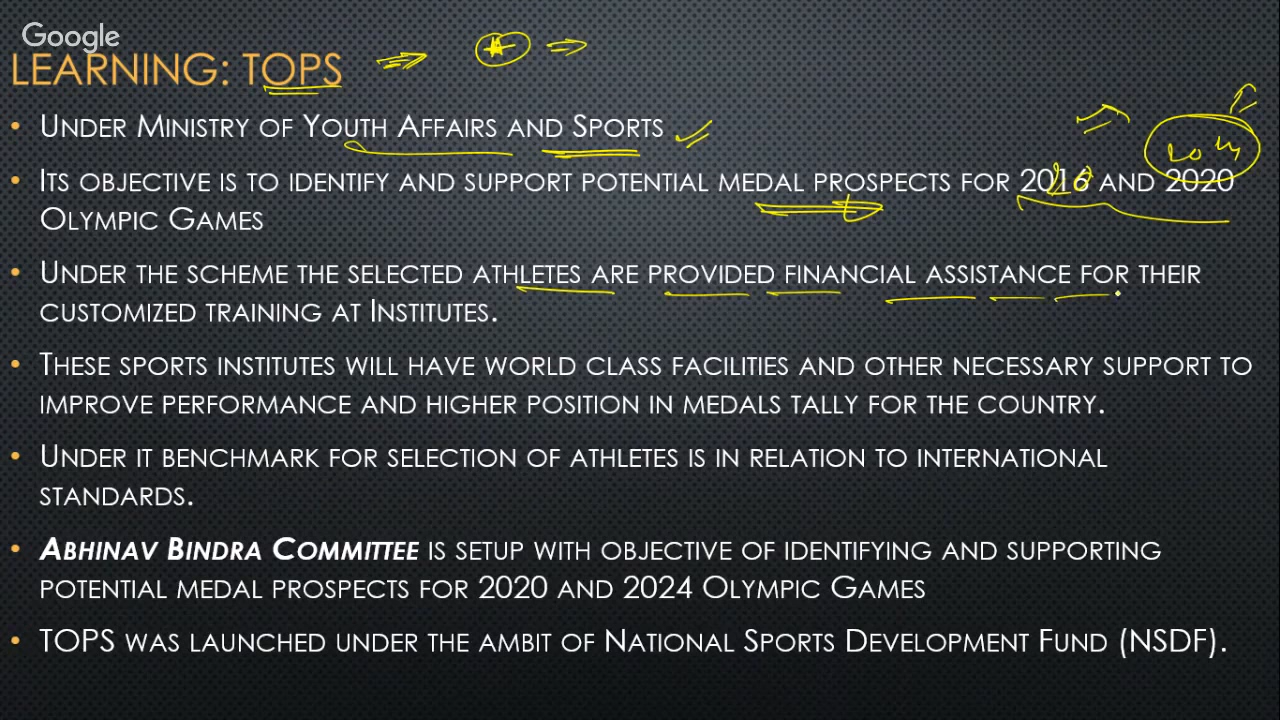 Google
LEARNING: TOPS
• UNDER MINISTRY OF YOUTH AFFAIRS AND SPORTS
• ITS OBJECTIVE IS TO IDENTIFY AND SUPPORT POTENTIAL MEDAL PROSPECTS FOR 2016 AND 2020
OLYMPIC GAMES
• UNDER THE SCHEME THE SELECTED ATHLETES ARE PROVIDED FINANCIAL ASSISTANCE FOR THEIR
CUSTOMIZED TRAINING AT INSTITUTES.
• THESE SPORTS INSTITUTES WILL HAVE WORLD CLASS FACILITIES AND OTHER NECESSARY SUPPORT TO
IMPROVE PERFORMANCE AND HIGHER POSITION IN MEDALS TALLY FOR THE COUNTRY.
• UNDER IT BENCHMARK FOR SELECTION OF ATHLETES IS IN RELATION TO INTERNATIONAL
STANDARDS.
• ABHINAV BINDRA COMMITTEE IS SETUP WITH OBJECTIVE OF IDENTIFYING AND SUPPORTING
POTENTIAL MEDAL PROSPECTS FOR 2020 AND 2024 OLYMPIC GAMES
• TOPS WAS LAUNCHED UNDER THE AMBIT OF NATIONAL SPORTS DEVELOPMENT FUND (NSDF).